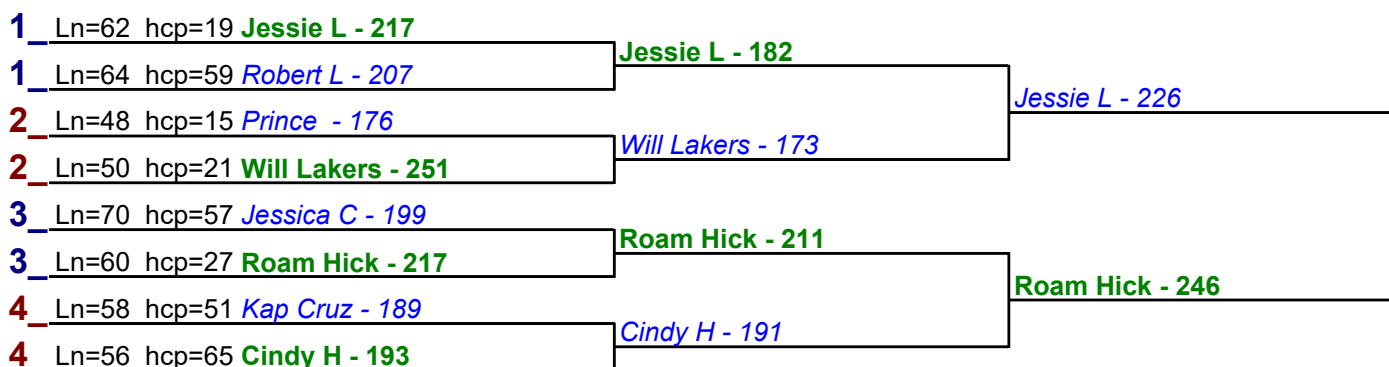 1_ Ln=62 hcp=19 Jessie L - 217
Jessie L - 182
1_ Ln=64 hcp=59 Robert L - 207
Jessie L - 226
2_ Ln=48 hcp=15 Prince - 176
Will Lakers - 173
2_ Ln=50 hcp=21 Will Lakers - 251
3_ Ln=70 hcp=57 Jessica C - 199
Roam Hick - 211
3_ Ln=60 hcp=27 Roam Hick - 217
Roam Hick - 246
4_ Ln=58 hcp=51 Kap Cruz - 189
Cindy H - 191
4 Ln=56 hcp=65 Cindy H - 193